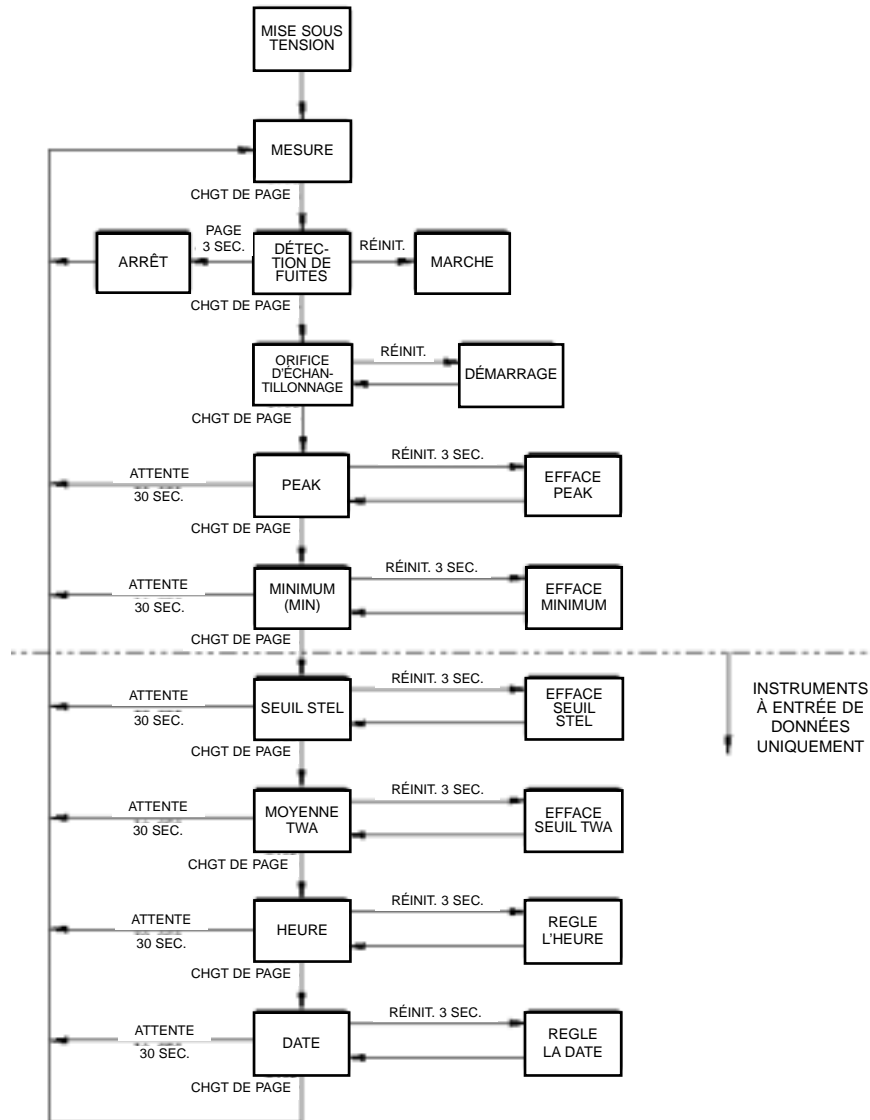 MISE SOUS
TENSION
MESURE
CHGT DE PAGE
PAGE
3 SEC.
ARRÊT
DÉTEC-
TION DE
FUITES
RÉINIT.
MARCHE
CHGT DE PAGE
ORIFICE
D'ÉCHAN-
TILLONNAGE
RÉINIT.
DÉMARRAGE
CHGT DE PAGE
ATTENTE
30 SEC.
PEAK
RÉINIT. 3 SEC.
EFFACE
PEAK
CHGT DE PAGE
ATTENTE
30 SEC.
MINIMUM
(MIN)
RÉINIT. 3 SEC.
EFFACE
MINIMUM
CHGT DE PAGE
INSTRUMENTS
À ENTRÉE DE
DONNÉES
UNIQUEMENT
ATTENTE
30 SEC.
SEUIL STEL
RÉINIT. 3 SEC.
EFFACE
SEUIL
STEL
CHGT DE PAGE
ATTENTE
30 SEC.
MOYENNE
TWA
RÉINIT. 3 SEC.
EFFACE
SEUIL TWA
CHGT DE PAGE
ATTENTE
30 SEC.
HEURE
RÉINIT. 3 SEC.
REGLE
L'HEURE
CHGT DE PAGE
ATTENTE
30 SEC.
DATE
RÉINIT. 3 SEC.
REGLE
LA DATE
CHGT DE PAGE